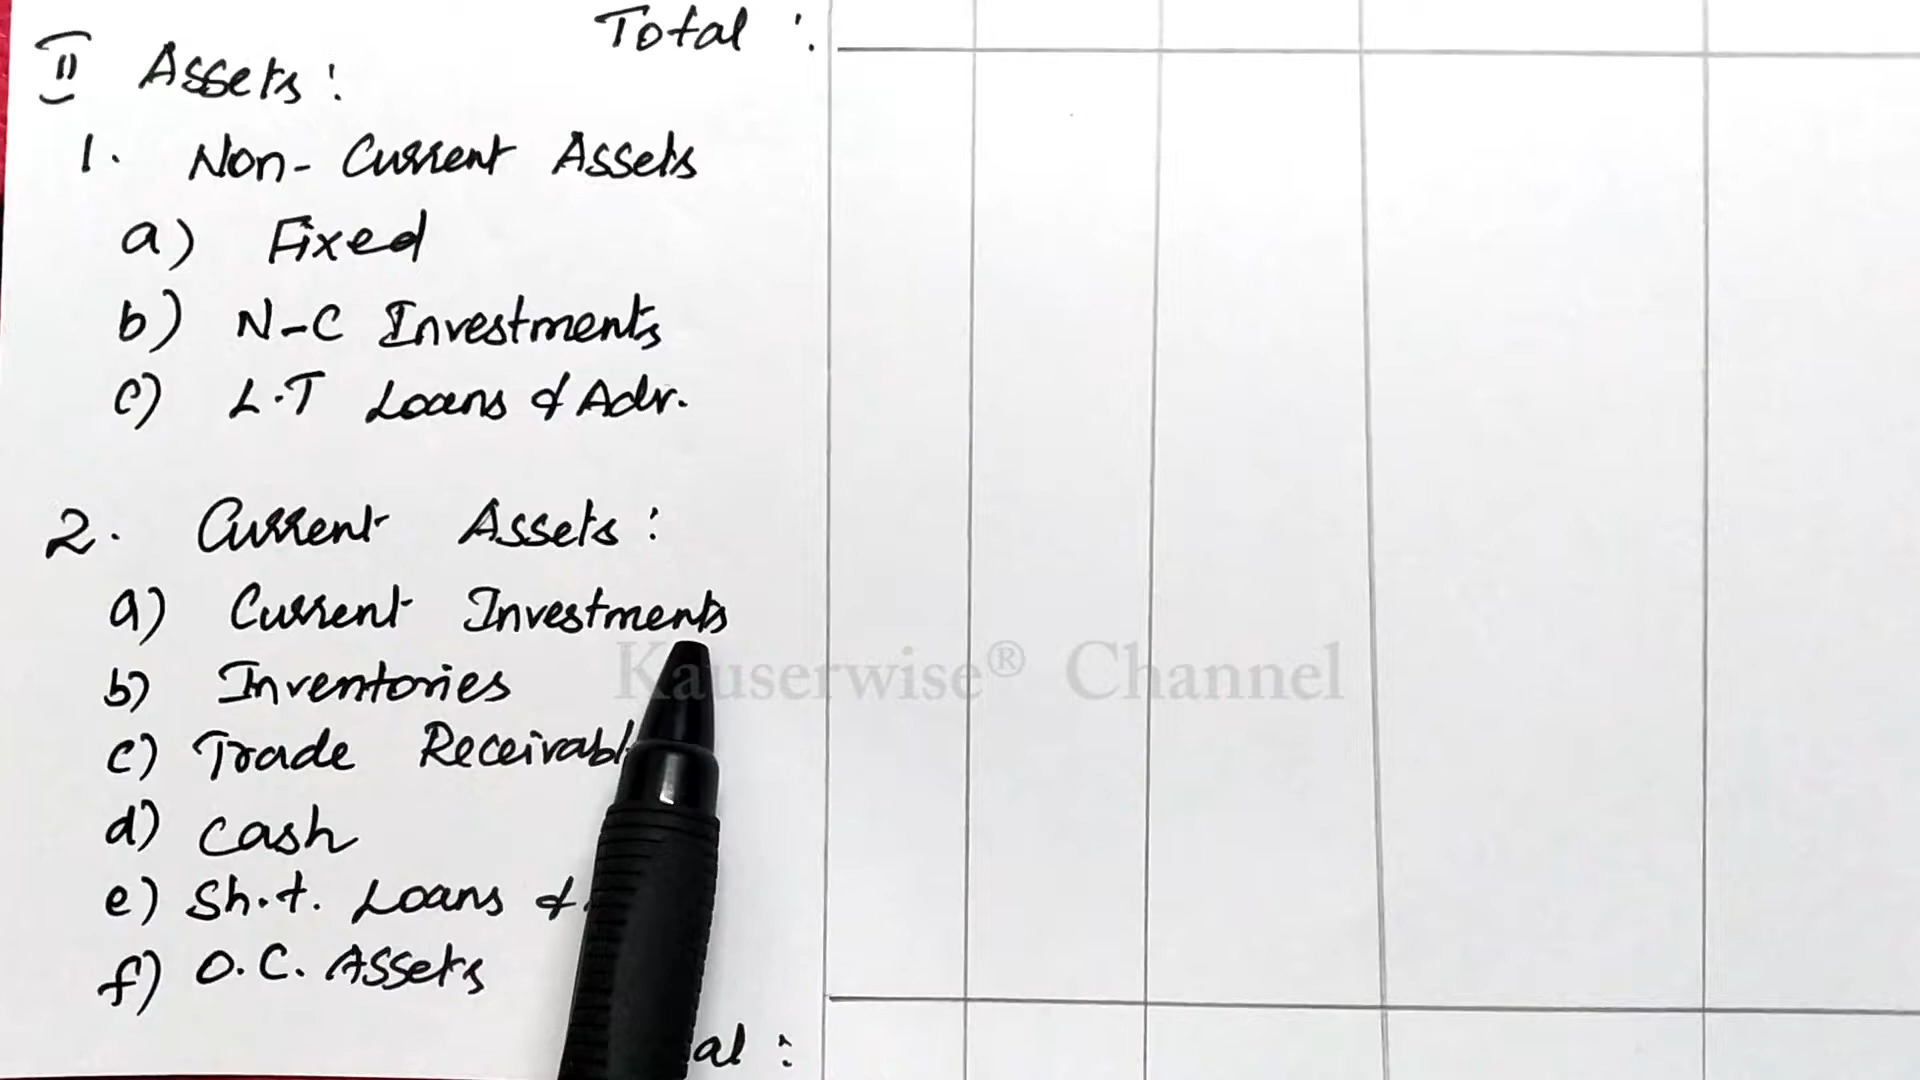 Total :
II Assets :
1. Non-Current Assets
a) Fixed
b) N-C Investments
c) L.T Loans & Adv.
2. Current Assets :
a) Current Investments
Kauserwise® Channel
b) Inventories
c) Trade
d) Cash
e) Sh.t. Loans &
f) O.C. Assets